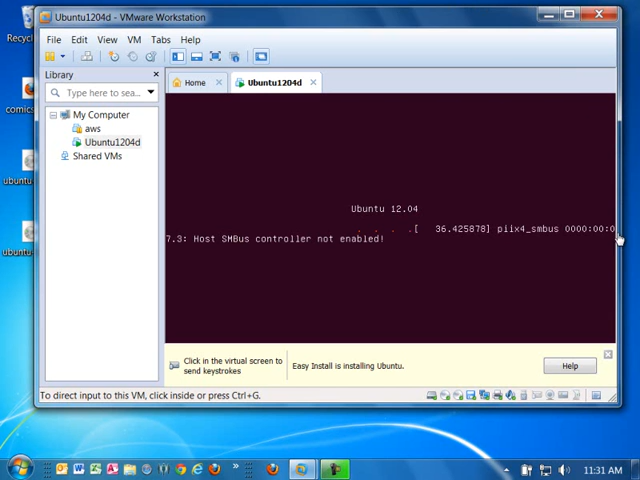 Ubuntu1204d - VMware Workstation
File Edit View VM Tabs Help
Library
Type here to sea...
My Computer
aws
Ubuntu1204d
Shared VMs
Home
Ubuntu1204d
Ubuntu 12.04
. . . .[ 36.425878] piix4_smbus 0000:00:0
7.3: Host SMBus controller not enabled!
Click in the virtual screen to
send keystrokes
Easy Install is installing Ubuntu.
Help
To direct input to this VM, click inside or press Ctrl+G.
Recycl
comics
ubuntu
ubuntu
11:31 AM